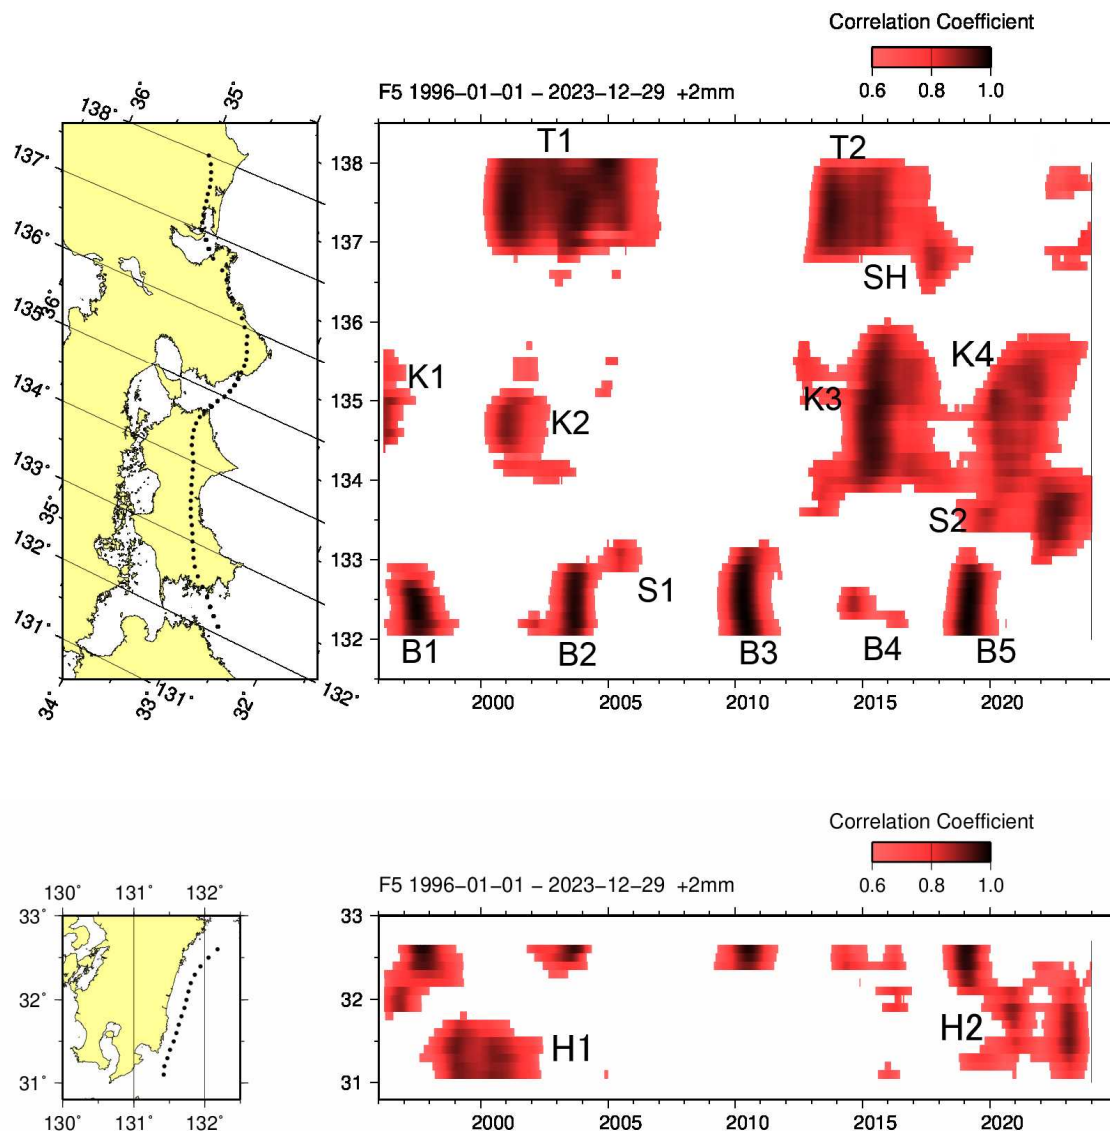 Correlation Coefficient
0.6 0.8 1.0
F5 1996−01−01 − 2023−12−29 +2mm
138˚ 36˚ 35˚
137˚
136˚
36˚
135˚
134˚
133˚
35˚
132˚
131˚
34˚ 33˚ 131˚ 32˚ 132˚
138
137
136
135
134
133
132
T1 T2
SH
K1 K2 K3 K4
S1 S2
B1 B2 B3 B4 B5
2000 2005 2010 2015 2020
Correlation Coefficient
0.6 0.8 1.0
F5 1996−01−01 − 2023−12−29 +2mm
130˚ 131˚ 132˚
33˚ 33
32˚ 32
31˚ 31
H1 H2
130˚ 131˚ 132˚
2000 2005 2010 2015 2020